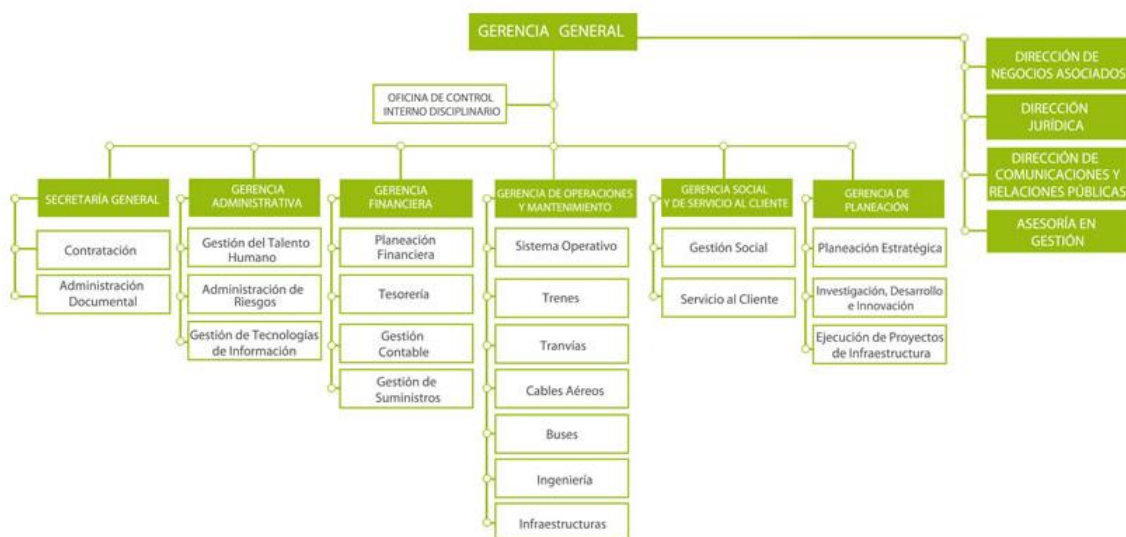 GERENCIA GENERAL
DIRECCIÓN DE
NEGOCIOS ASOCIADOS
DIRECCIÓN
JURÍDICA
DIRECCIÓN DE
COMUNICACIONES Y
RELACIONES PÚBLICAS
ASESORÍA EN
GESTIÓN
OFICINA DE CONTROL
INTERNO DISCIPLINARIO
SECRETARÍA GENERAL
Contratación
Administración
Documental
GERENCIA
ADMINISTRATIVA
Gestión del Talento
Humano
Administración de
Riesgos
Gestión de Tecnologías
de Información
GERENCIA
FINANCIERA
Planeación
Financiera
Tesorería
Gestión
Contable
Gestión de
Suministros
GERENCIA DE OPERACIONES
Y MANTENIMIENTO
Sistema Operativo
Trenes
Tranvías
Cables Aéreos
Buses
Ingeniería
Infraestructuras
GERENCIA SOCIAL
Y DE SERVICIO AL CLIENTE
Gestión Social
Servicio al Cliente
GERENCIA DE
PLANEACIÓN
Planeación Estratégica
Investigación, Desarrollo
e Innovación
Ejecución de Proyectos
de Infraestructura